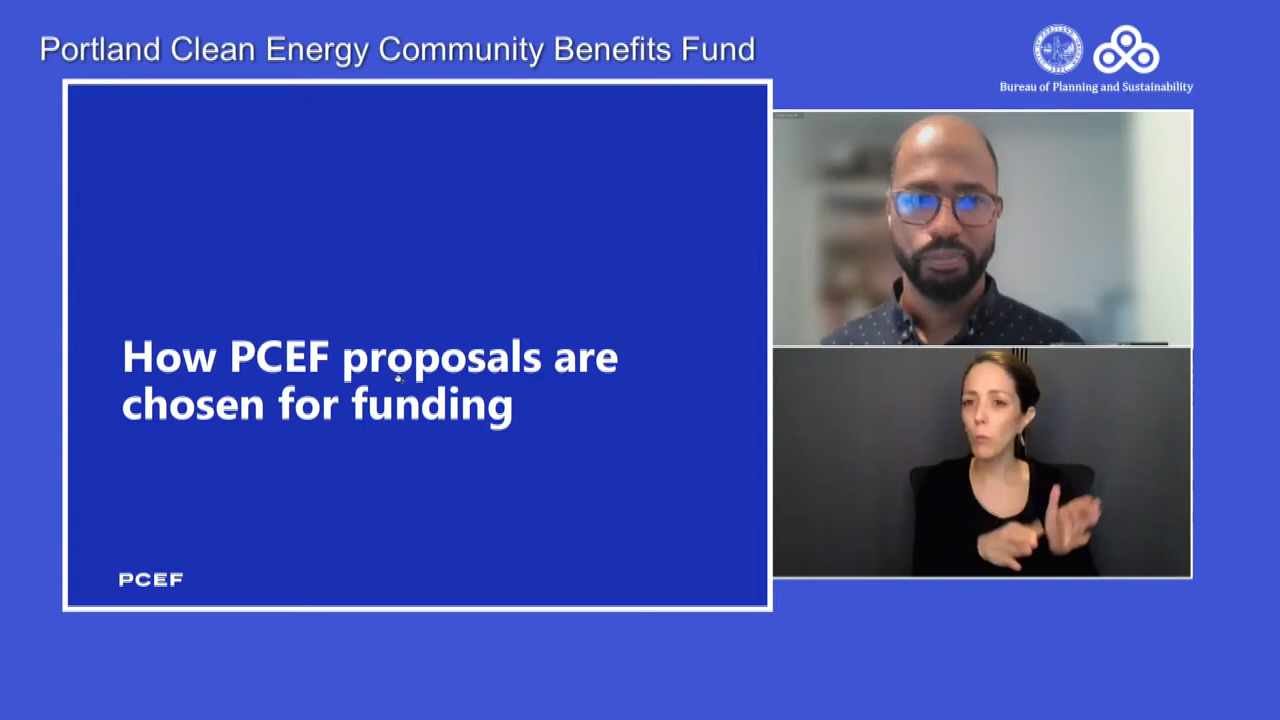 Portland Clean Energy Community Benefits Fund
Bureau of Planning and Sustainability
How PCEF proposals are
chosen for funding
PCEF